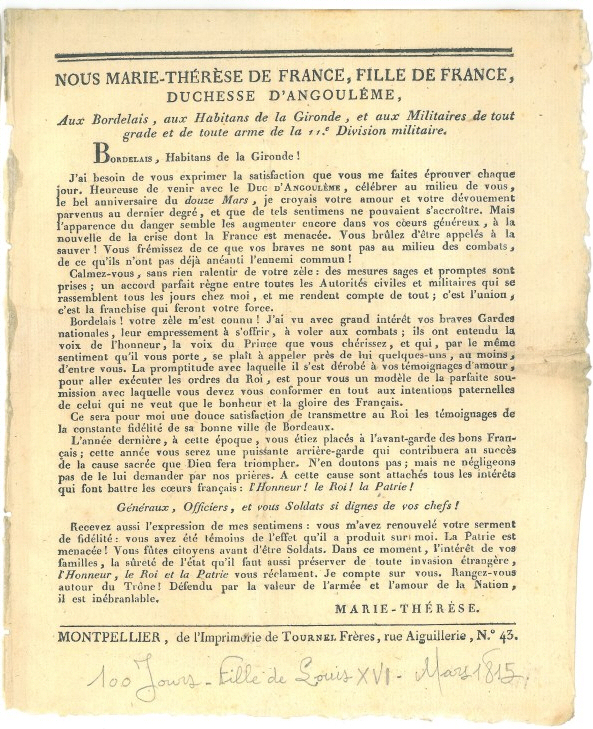 NOUS MARIE-THÉRÈSE DE FRANCE, FILLE DE FRANCE,
DUCHESSE D'ANGOULÊME,
Aux Bordelais, aux Habitans de la Gironde, et aux Militaires de tout
grade et de toute arme de la 11.e Division militaire.
BORDELAIS, Habitans de la Gironde !
J'ai besoin de vous exprimer la satisfaction que vous me faites éprouver chaque
jour. Heureuse de venir avec le DUC D'ANGOULÊME, célébrer au milieu de vous,
le bel anniversaire du douze Mars, je croyais votre amour et votre dévouement
parvenus au dernier degré, et que de tels sentimens ne pouvaient s'accroître. Mais
l'apparence du danger semble les augmenter encore dans vos cœurs généreux, à la
nouvelle de la crise dont la France est menacée. Vous brûlez d'être appelés à la
sauver ! Vous frémissez de ce que vos braves ne sont pas au milieu des combats,
de ce qu'ils n'ont pas déjà anéanti l'ennemi commun !
Calmez-vous, sans rien ralentir de votre zèle : des mesures sages et promptes sont
prises ; un accord parfait règne entre toutes les Autorités civiles et militaires qui se
rassemblent tous les jours chez moi, et me rendent compte de tout ; c'est l'union,
c'est la franchise qui feront votre force.
Bordelais ! votre zèle m'est connu ! J'ai vu avec grand intérêt vos braves Gardes
nationales, leur empressement à s'offrir, à voler aux combats ; ils ont entendu la
voix de l'honneur, la voix du Prince que vous chérissez, et qui, par le même
sentiment qu'il vous porte, se plaît à appeler près de lui quelques-uns, au moins,
d'entre vous. La promptitude avec laquelle il s'est dérobé à vos témoignages d'amour,
pour aller exécuter les ordres du Roi, est pour vous un modèle de la parfaite sou-
mission avec laquelle vous devez vous conformer en tout aux intentions paternelles
de celui qui ne veut que le bonheur et la gloire des Français.
Ce sera pour moi une douce satisfaction de transmettre au Roi les témoignages de
la constante fidélité de sa bonne ville de Bordeaux.
L'année dernière, à cette époque, vous étiez placés à l'avant-garde des bons Fran-
çais ; cette année vous serez une puissante arrière-garde qui contribuera au succès
de la cause sacrée que Dieu fera triompher. N'en doutons pas ; mais ne négligeons
pas de le lui demander par nos prières. A cette cause sont attachés tous les intérêts
qui font battre les cœurs français : l'Honneur ! le Roi ! la Patrie !
Généraux, Officiers, et vous Soldats si dignes de vos chefs !
Recevez aussi l'expression de mes sentimens : vous m'avez renouvelé votre serment
de fidélité : vous avez été témoins de l'effet qu'il a produit sur moi. La Patrie est
menacée ! Vous fûtes citoyens avant d'être Soldats. Dans ce moment, l'intérêt de vos
familles, la sûreté de l'état qu'il faut aussi préserver de toute invasion étrangère,
l'Honneur, le Roi et la Patrie vous réclament. Je compte sur vous. Rangez-vous
autour du Trône ! Défendu par la valeur de l'armée et l'amour de la Nation,
il est inébranlable.
MARIE-THÉRÈSE.
MONTPELLIER, de l'Imprimerie de TOURNEL Frères, rue Aiguillerie, N.° 43.
100 Jours - Fille de Louis XVI - Mars 1815.